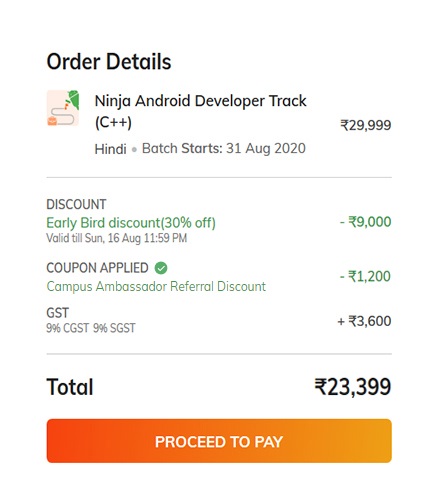 Order Details
Ninja Android Developer Track
(C++)
₹29,999
Hindi • Batch Starts: 31 Aug 2020
DISCOUNT
Early Bird discount(30% off)
- ₹9,000
Valid till Sun, 16 Aug 11:59 PM
COUPON APPLIED
- ₹1,200
Campus Ambassador Referral Discount
GST
+ ₹3,600
9% CGST 9% SGST
Total
₹23,399
PROCEED TO PAY